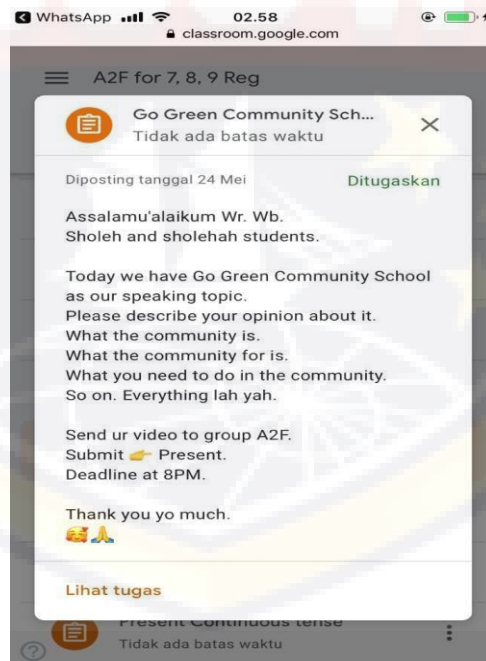 WhatsApp 02.58
classroom.google.com
A2F for 7, 8, 9 Reg
Go Green Community Sch...
Tidak ada batas waktu
Diposting tanggal 24 Mei Ditugaskan
Assalamu'alaikum Wr. Wb.
Sholeh and sholehah students.
Today we have Go Green Community School
as our speaking topic.
Please describe your opinion about it.
What the community is.
What the community for is.
What you need to do in the community.
So on. Everything lah yah.
Send ur video to group A2F.
Submit 👉 Present.
Deadline at 8PM.
Thank you yo much.
🥰🙏
Lihat tugas
Present Continuous tense
Tidak ada batas waktu